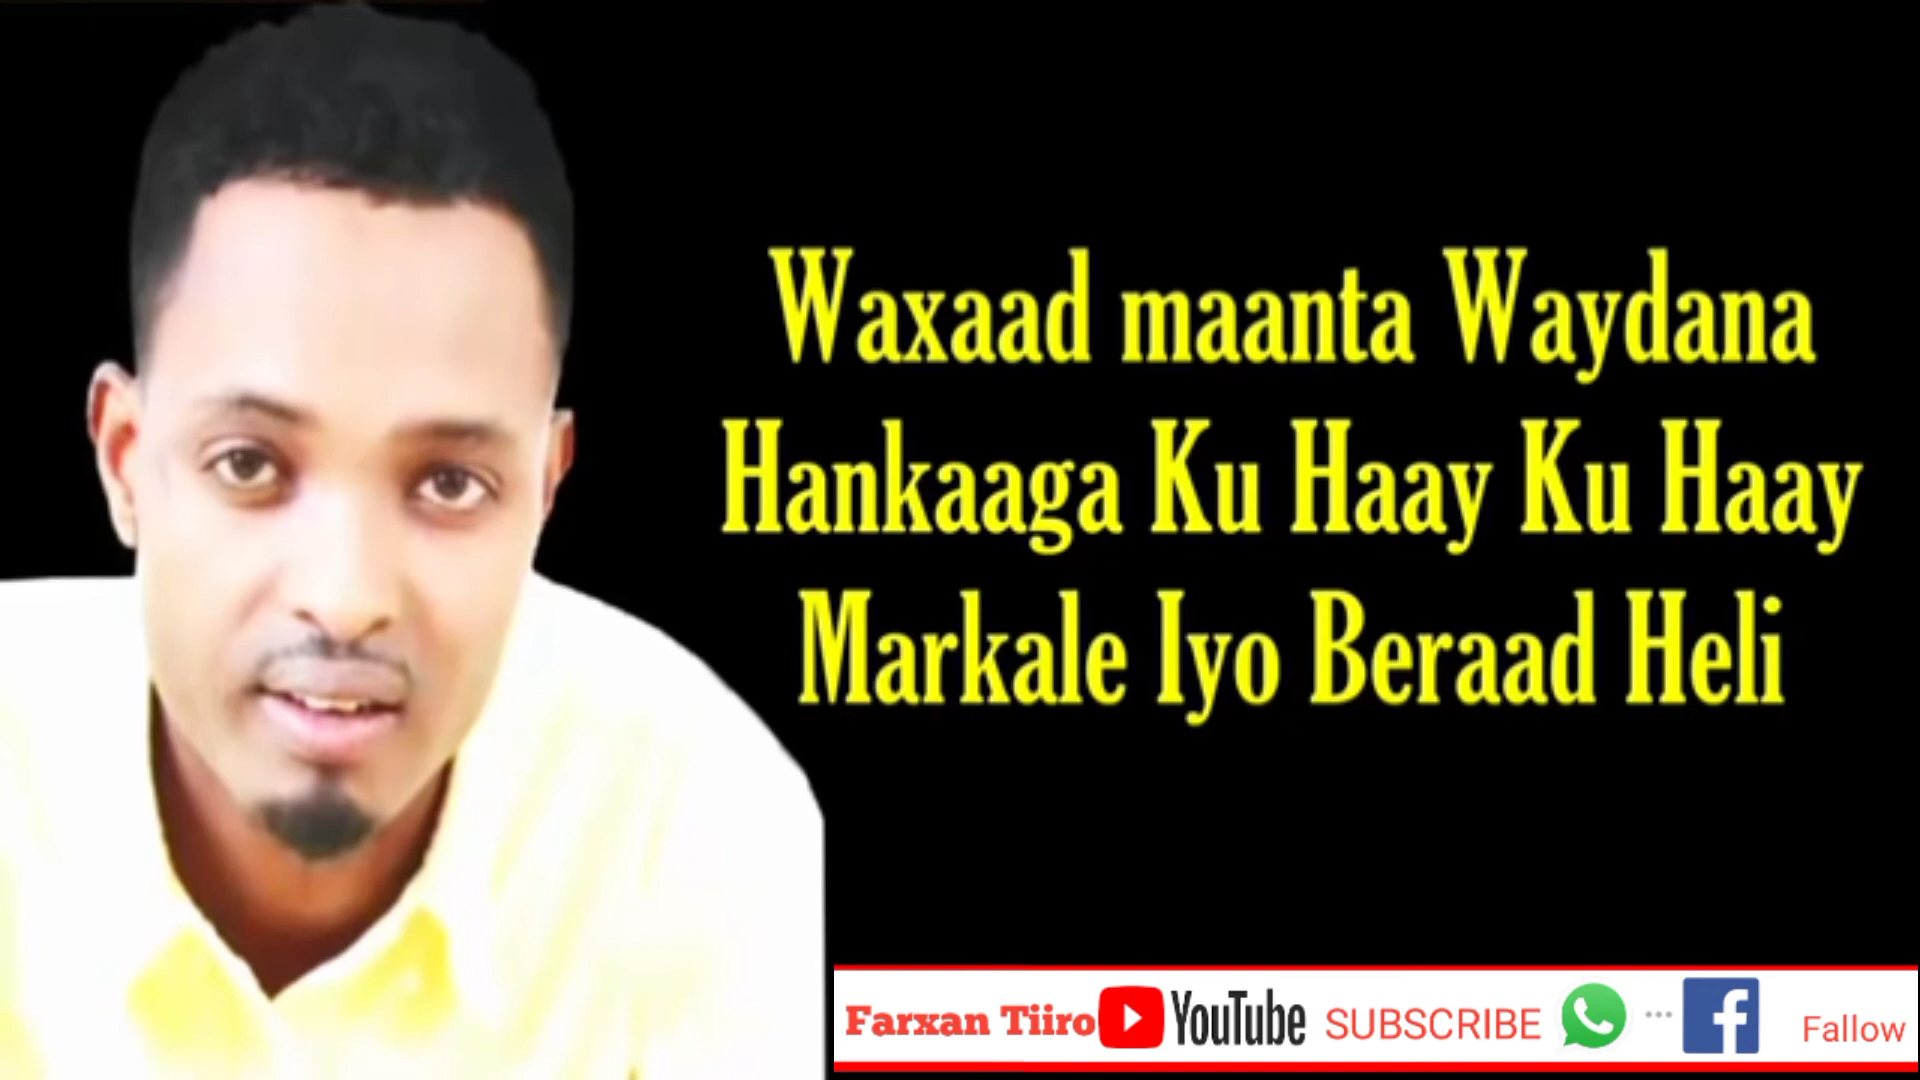 Waxaad maanta Waydana
Hankaaga Ku Haay Ku Haay
Markale Iyo Beraad Heli
Farxan Tiiro YouTube SUBSCRIBE ... f Fallow